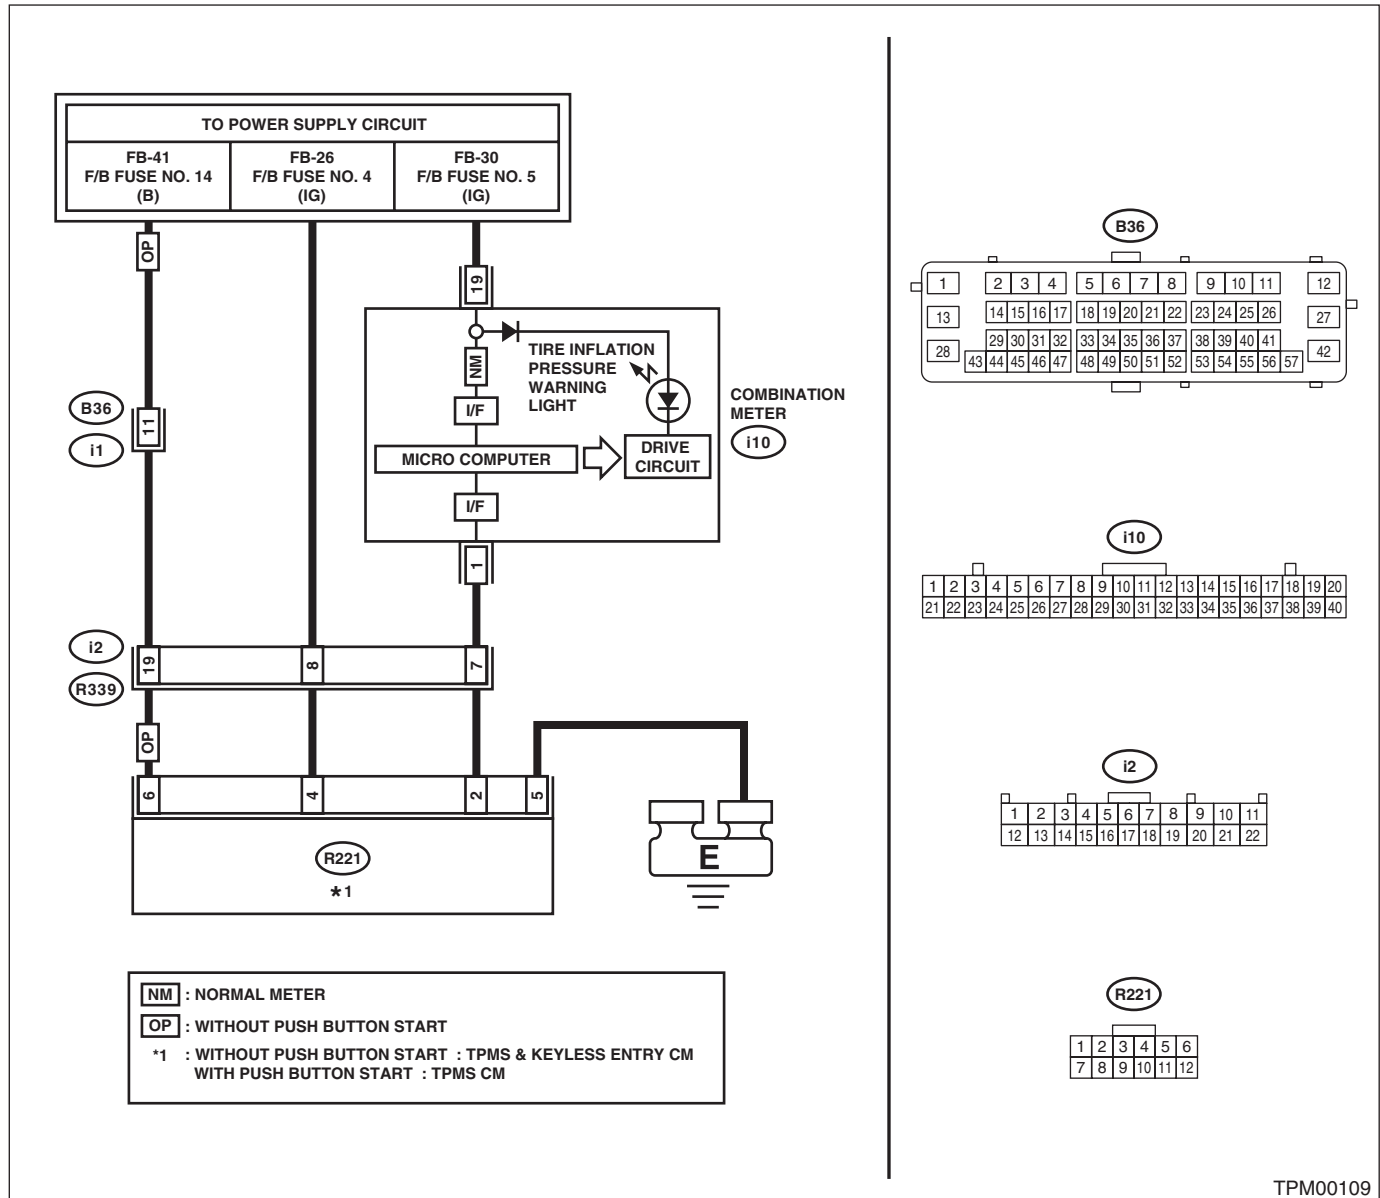 TO POWER SUPPLY CIRCUIT
FB-41
F/B FUSE NO. 14
(B)
FB-26
F/B FUSE NO. 4
(IG)
FB-30
F/B FUSE NO. 5
(IG)
OP
19
NM
I/F
TIRE INFLATION
PRESSURE
WARNING
LIGHT
MICRO COMPUTER
DRIVE
CIRCUIT
I/F
COMBINATION
METER
i10
B36
11
i1
1
i2
19
8
7
R339
OP
6
4
2
5
R221
*1
E
NM : NORMAL METER
OP : WITHOUT PUSH BUTTON START
*1 : WITHOUT PUSH BUTTON START : TPMS & KEYLESS ENTRY CM
WITH PUSH BUTTON START : TPMS CM
B36
1 2 3 4 5 6 7 8 9 10 11 12
13 14 15 16 17 18 19 20 21 22 23 24 25 26 27
28 29 30 31 32 33 34 35 36 37 38 39 40 41 42
43 44 45 46 47 48 49 50 51 52 53 54 55 56 57
i10
1 2 3 4 5 6 7 8 9 10 11 12 13 14 15 16 17 18 19 20
21 22 23 24 25 26 27 28 29 30 31 32 33 34 35 36 37 38 39 40
i2
1 2 3 4 5 6 7 8 9 10 11
12 13 14 15 16 17 18 19 20 21 22
R221
1 2 3 4 5 6
7 8 9 10 11 12
TPM00109